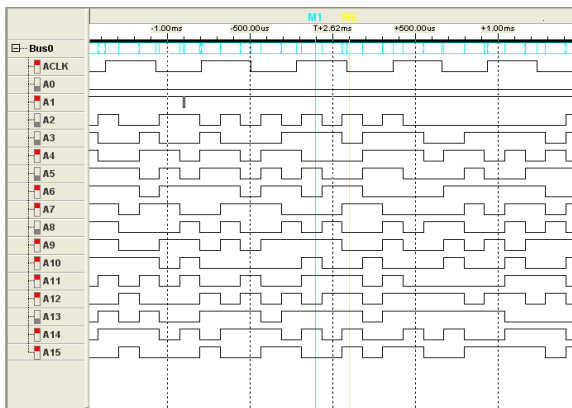 M1 M2
-1.00ms -500.00us T+2.62ms +500.00us +1.00ms
Bus0
ACLK
A0
A1
A2
A3
A4
A5
A6
A7
A8
A9
A10
A11
A12
A13
A14
A15